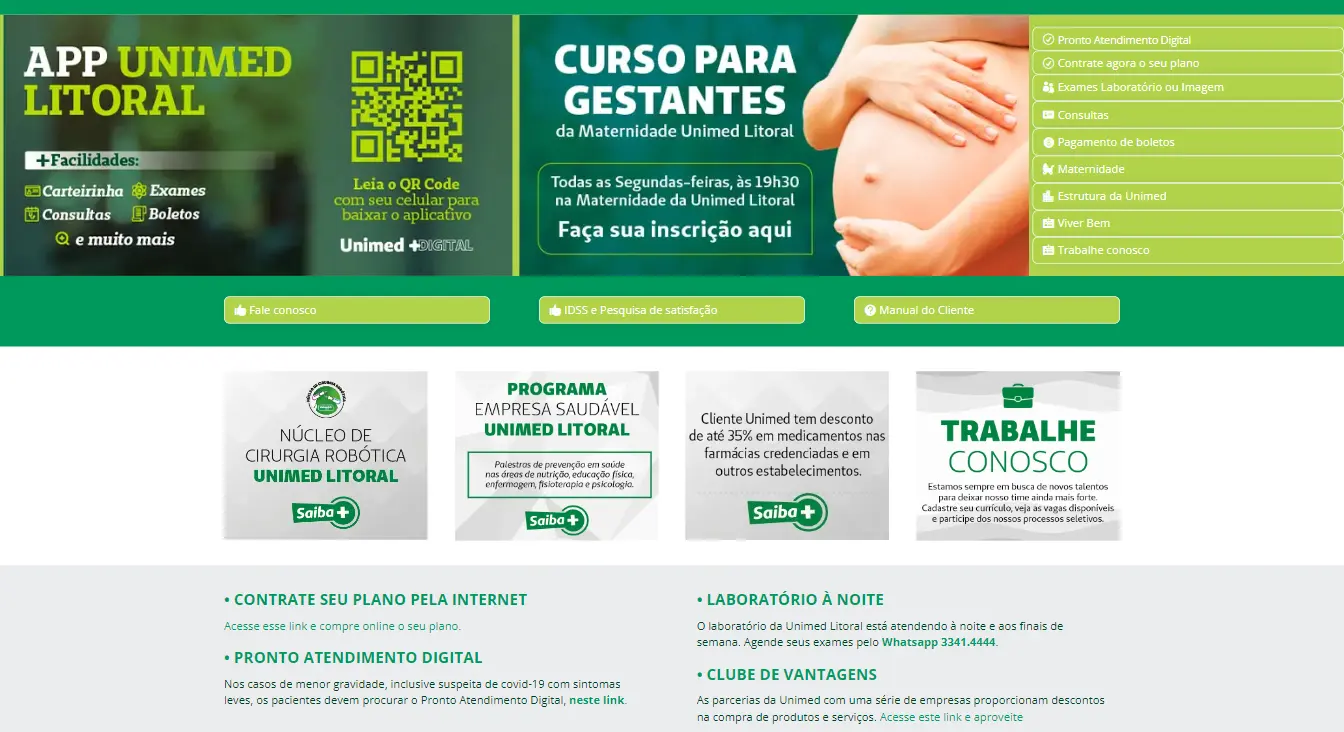 APP UNIMED
LITORAL
+Facilidades:
Carteirinha Exames
Consultas Boletos
e muito mais
Leia o QR Code
com seu celular para
baixar o aplicativo
Unimed +DIGITAL
CURSO PARA
GESTANTES
da Maternidade Unimed Litoral
Todas as Segundas-feiras, às 19h30
na Maternidade da Unimed Litoral
Faça sua inscrição aqui
Pronto Atendimento Digital
Contrate agora o seu plano
Exames Laboratório ou Imagem
Consultas
Pagamento de boletos
Maternidade
Estrutura da Unimed
Viver Bem
Trabalhe conosco
Fale conosco
IDSS e Pesquisa de satisfação
Manual do Cliente
NÚCLEO DE
CIRURGIA ROBÓTICA
UNIMED LITORAL
Saiba+
PROGRAMA
EMPRESA SAUDÁVEL
UNIMED LITORAL
Palestras de prevenção em saúde
nas áreas de nutrição, educação física,
enfermagem, fisioterapia e psicologia.
Saiba+
Cliente Unimed tem desconto
de até 35% em medicamentos nas
farmácias credenciadas e em
outros estabelecimentos.
Saiba+
TRABALHE
CONOSCO
Estamos sempre em busca de novos talentos
para deixar nosso time ainda mais forte.
Cadastre seu currículo, veja as vagas disponíveis
e participe dos nossos processos seletivos.
• CONTRATE SEU PLANO PELA INTERNET
Acesse esse link e compre online o seu plano.
• PRONTO ATENDIMENTO DIGITAL
Nos casos de menor gravidade, inclusive suspeita de covid-19 com sintomas
leves, os pacientes devem procurar o Pronto Atendimento Digital, neste link.
• LABORATÓRIO À NOITE
O laboratório da Unimed Litoral está atendendo à noite e aos finais de
semana. Agende seus exames pelo Whatsapp 3341.4444.
• CLUBE DE VANTAGENS
As parcerias da Unimed com uma série de empresas proporcionam descontos
na compra de produtos e serviços. Acesse este link e aproveite